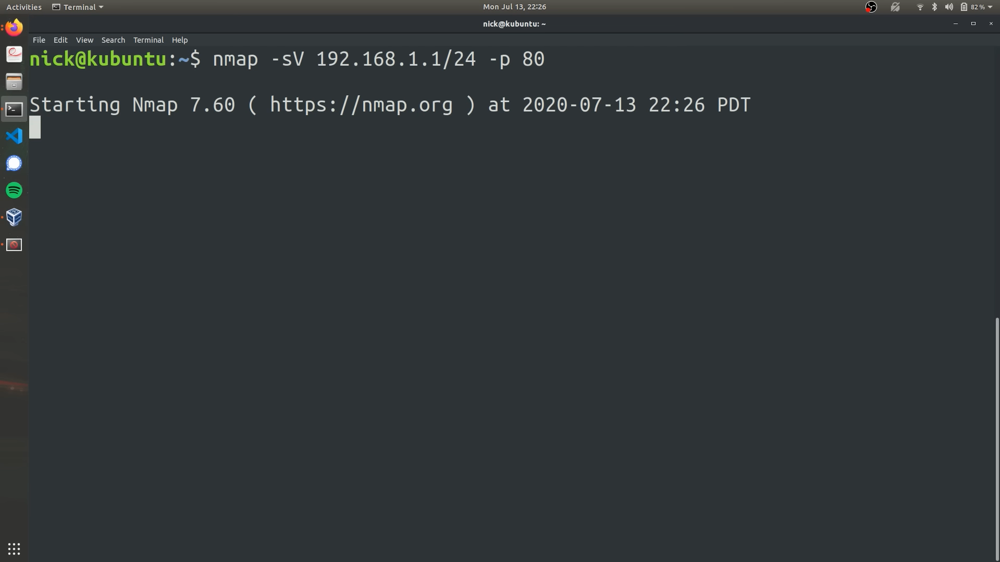 Activities Terminal Mon Jul 13, 22:26 82%
nick@kubuntu: ~
File Edit View Search Terminal Help
nick@kubuntu:~$ nmap -sV 192.168.1.1/24 -p 80
Starting Nmap 7.60 ( https://nmap.org ) at 2020-07-13 22:26 PDT